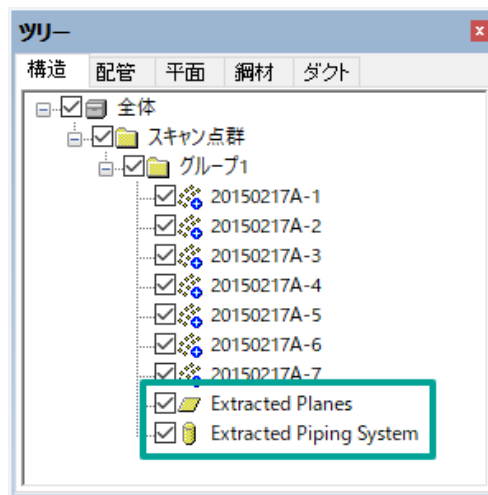 ツリー
構造 配管 平面 鋼材 ダクト
全体
スキャン点群
グループ1
20150217A-1
20150217A-2
20150217A-3
20150217A-4
20150217A-5
20150217A-6
20150217A-7
Extracted Planes
Extracted Piping System